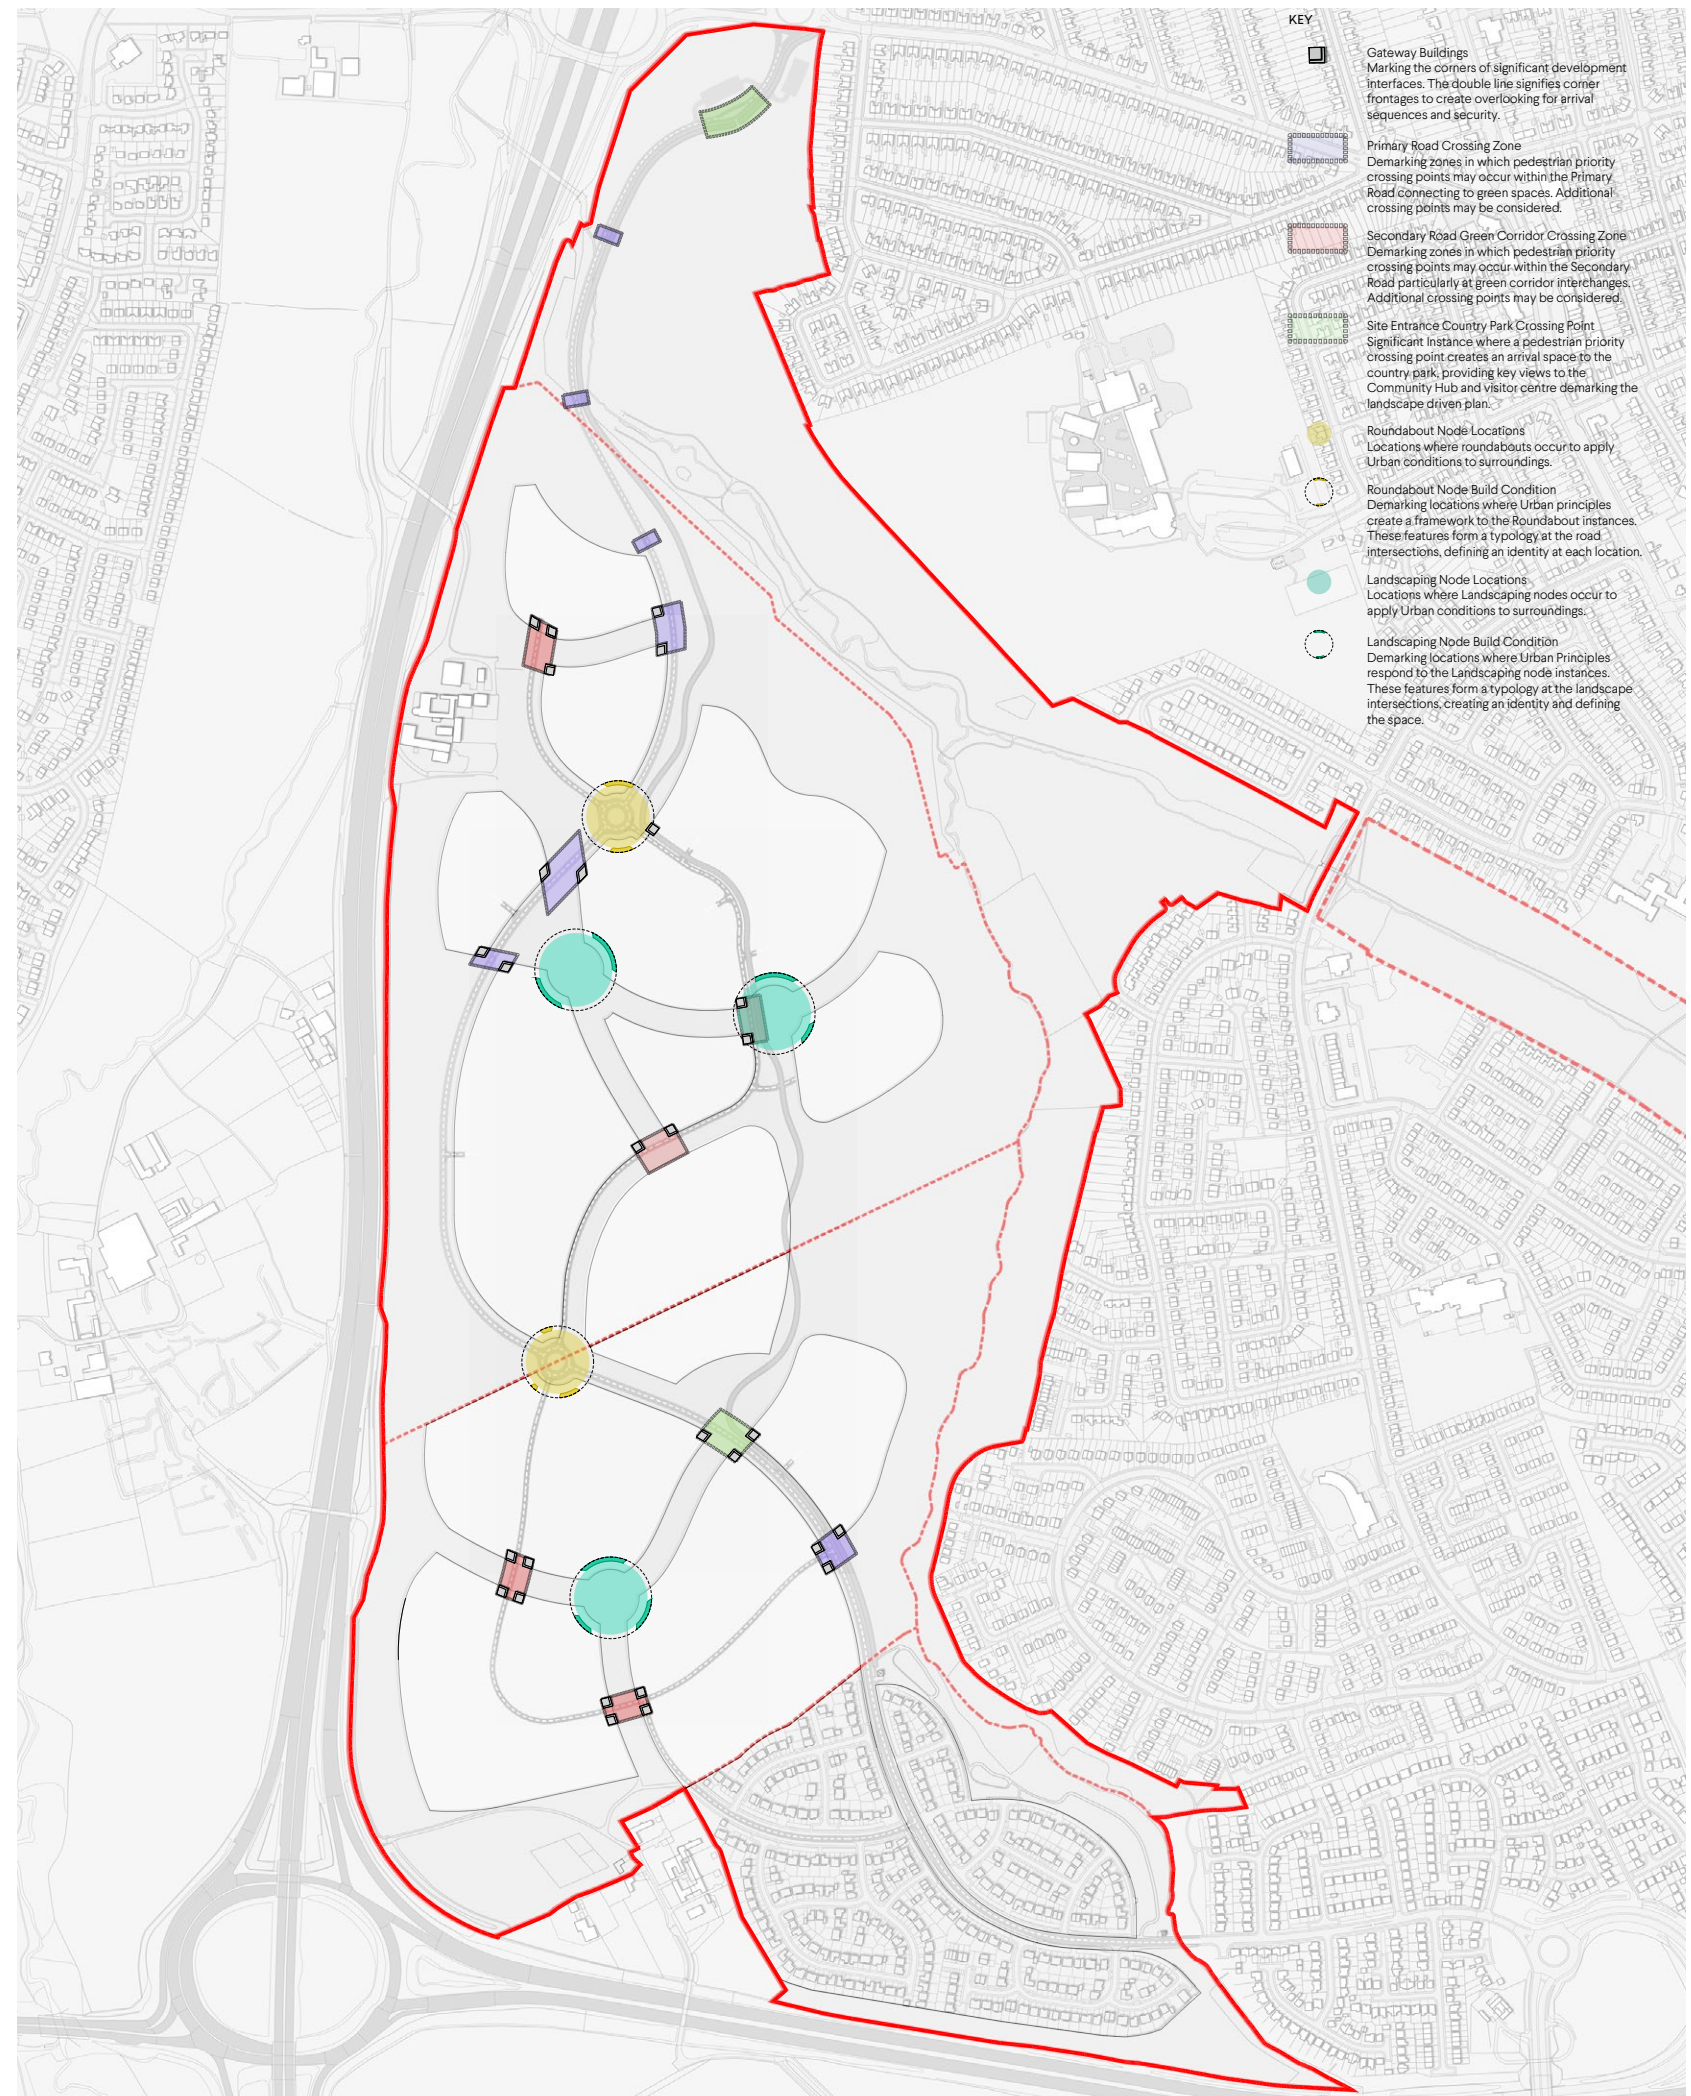 KEY
Gateway Buildings
Marking the corners of significant development
interfaces. The double line signifies corner
frontages to create overlooking for arrival
sequences and security.
Primary Road Crossing Zone
Demarking zones in which pedestrian priority
crossing points may occur within the Primary
Road connecting to green spaces. Additional
crossing points may be considered.
Secondary Road Green Corridor Crossing Zone
Demarking zones in which pedestrian priority
crossing points may occur within the Secondary
Road particularly at green corridor interchanges.
Additional crossing points may be considered.
Site Entrance Country Park Crossing Point
Significant Instance where a pedestrian priority
crossing point creates an arrival space to the
country park, providing key views to the
Community Hub and visitor centre demarking the
landscape driven plan.
Roundabout Node Locations
Locations where roundabouts occur to apply
Urban conditions to surroundings.
Roundabout Node Build Condition
Demarking locations where Urban principles
create a framework to the Roundabout instances.
These features form a typology at the road
intersections, defining an identity at each location.
Landscaping Node Locations
Locations where Landscaping nodes occur to
apply Urban conditions to surroundings.
Landscaping Node Build Condition
Demarking locations where Urban Principles
respond to the Landscaping node instances.
These features form a typology at the landscape
intersections, creating an identity and defining
the space.